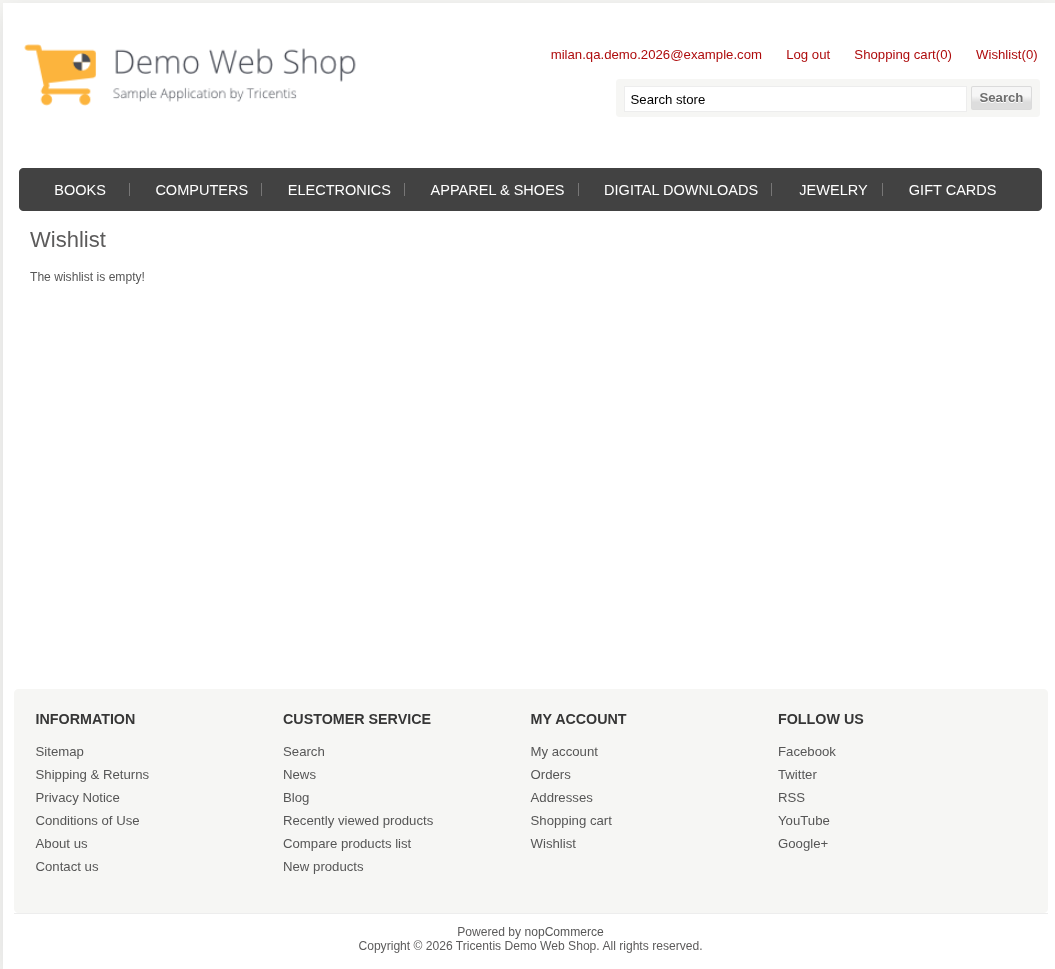 Demo Web Shop
Sample Application by Tricentis
milan.qa.demo.2026@example.com Log out Shopping cart(0) Wishlist(0)
Search store Search
BOOKS COMPUTERS ELECTRONICS APPAREL & SHOES DIGITAL DOWNLOADS JEWELRY GIFT CARDS
Wishlist
The wishlist is empty!
INFORMATION
Sitemap
Shipping & Returns
Privacy Notice
Conditions of Use
About us
Contact us
CUSTOMER SERVICE
Search
News
Blog
Recently viewed products
Compare products list
New products
MY ACCOUNT
My account
Orders
Addresses
Shopping cart
Wishlist
FOLLOW US
Facebook
Twitter
RSS
YouTube
Google+
Powered by nopCommerce
Copyright © 2026 Tricentis Demo Web Shop. All rights reserved.